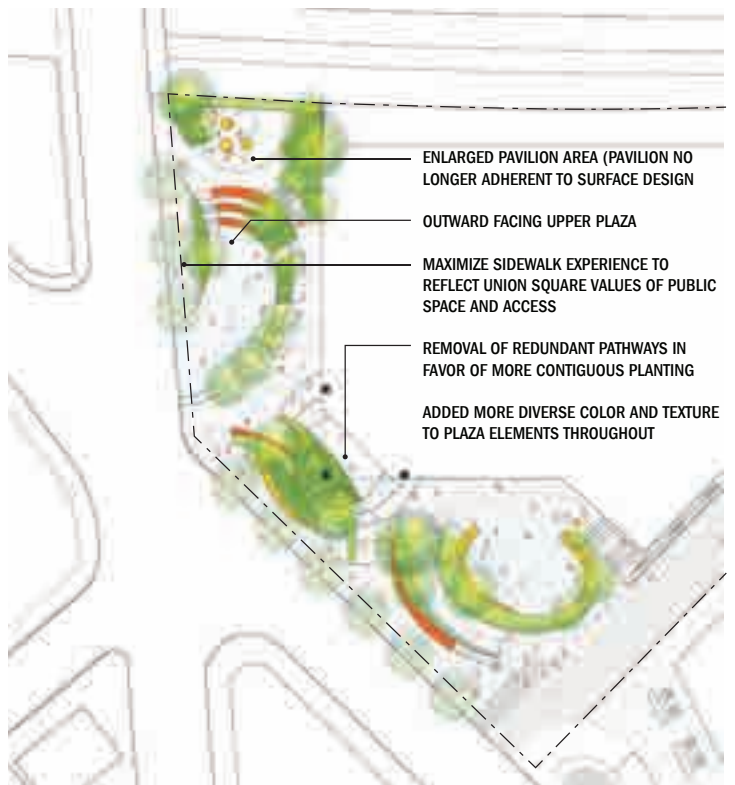 ENLARGED PAVILION AREA (PAVILION NO
LONGER ADHERENT TO SURFACE DESIGN
OUTWARD FACING UPPER PLAZA
MAXIMIZE SIDEWALK EXPERIENCE TO
REFLECT UNION SQUARE VALUES OF PUBLIC
SPACE AND ACCESS
REMOVAL OF REDUNDANT PATHWAYS IN
FAVOR OF MORE CONTIGUOUS PLANTING
ADDED MORE DIVERSE COLOR AND TEXTURE
TO PLAZA ELEMENTS THROUGHOUT